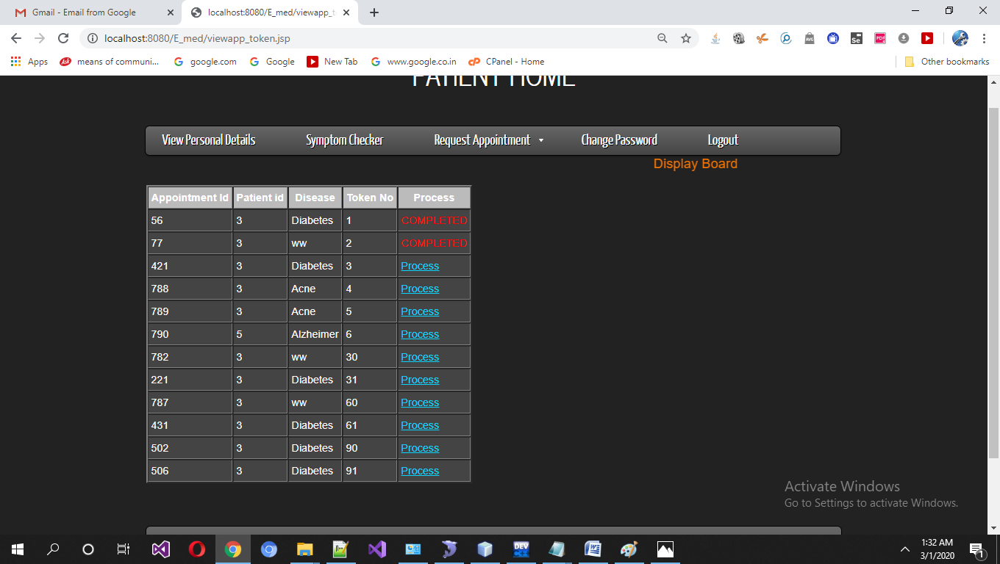 Gmail - Email from Google
localhost:8080/E_med/viewapp_t
localhost:8080/E_med/viewapp_token.jsp
Apps means of communi... google.com Google New Tab www.google.co.in CPanel - Home Other bookmarks
PATIENT HOME
View Personal Details Symptom Checker Request Appointment Change Password Logout
Display Board
Appointment Id Patient id Disease Token No Process
56 3 Diabetes 1 COMPLETED
77 3 ww 2 COMPLETED
421 3 Diabetes 3 Process
788 3 Acne 4 Process
789 3 Acne 5 Process
790 5 Alzheimer 6 Process
782 3 ww 30 Process
221 3 Diabetes 31 Process
787 3 ww 60 Process
431 3 Diabetes 61 Process
502 3 Diabetes 90 Process
506 3 Diabetes 91 Process
Activate Windows
Go to Settings to activate Windows.
1:32 AM
3/1/2020